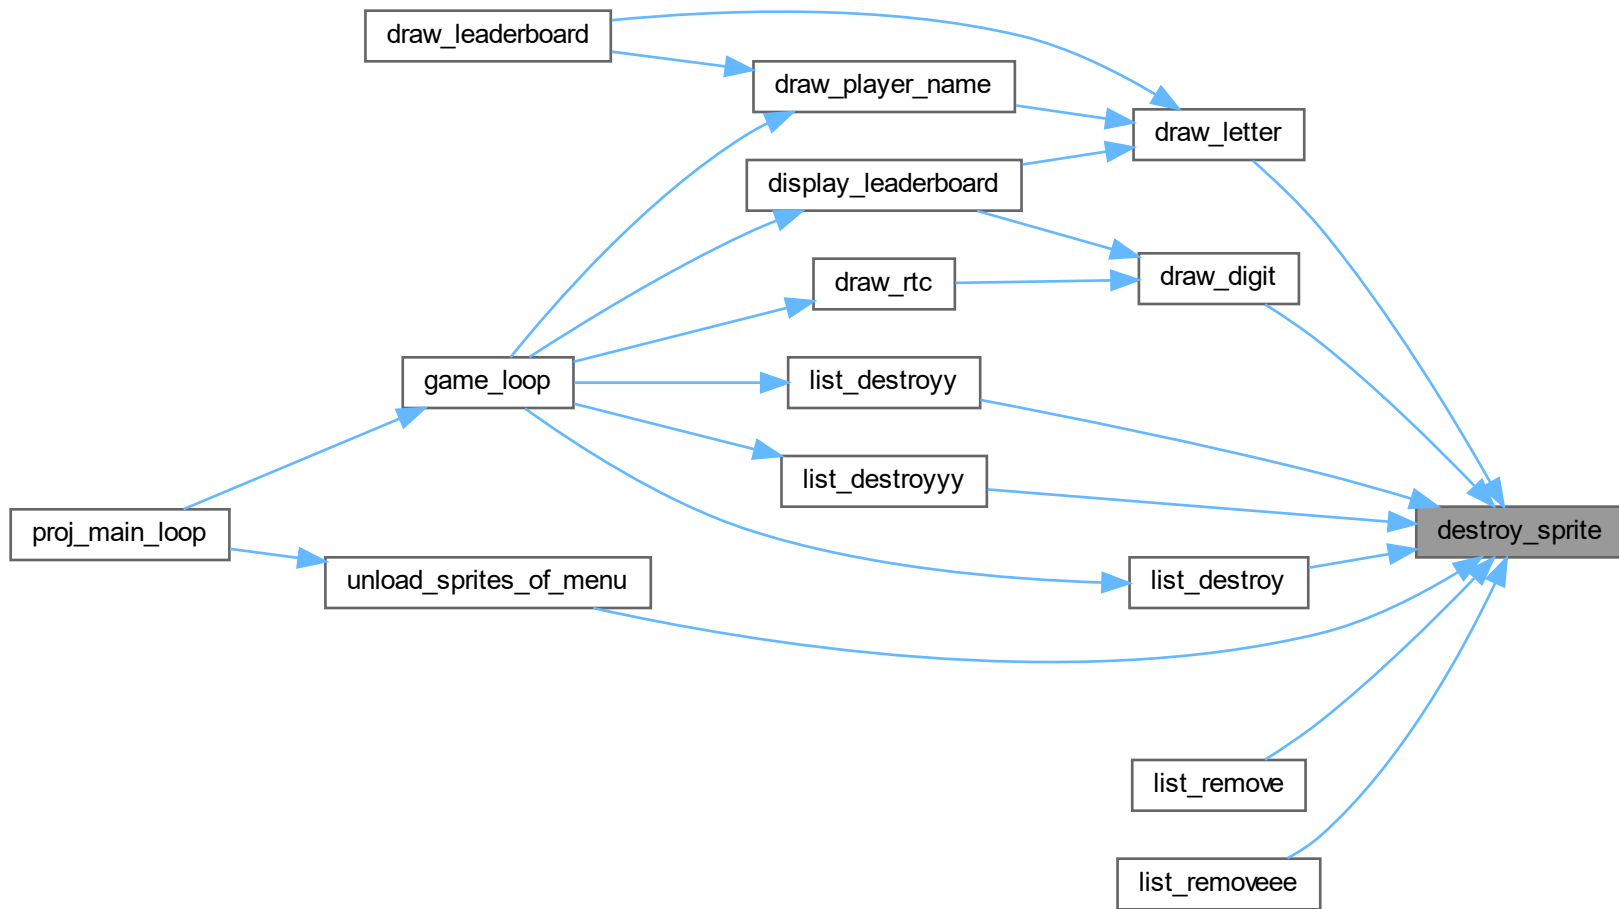 draw_leaderboard
draw_player_name
draw_letter
display_leaderboard
draw_rtc
draw_digit
game_loop
list_destroyy
list_destroyyy
proj_main_loop
destroy_sprite
unload_sprites_of_menu
list_destroy
list_remove
list_removeee